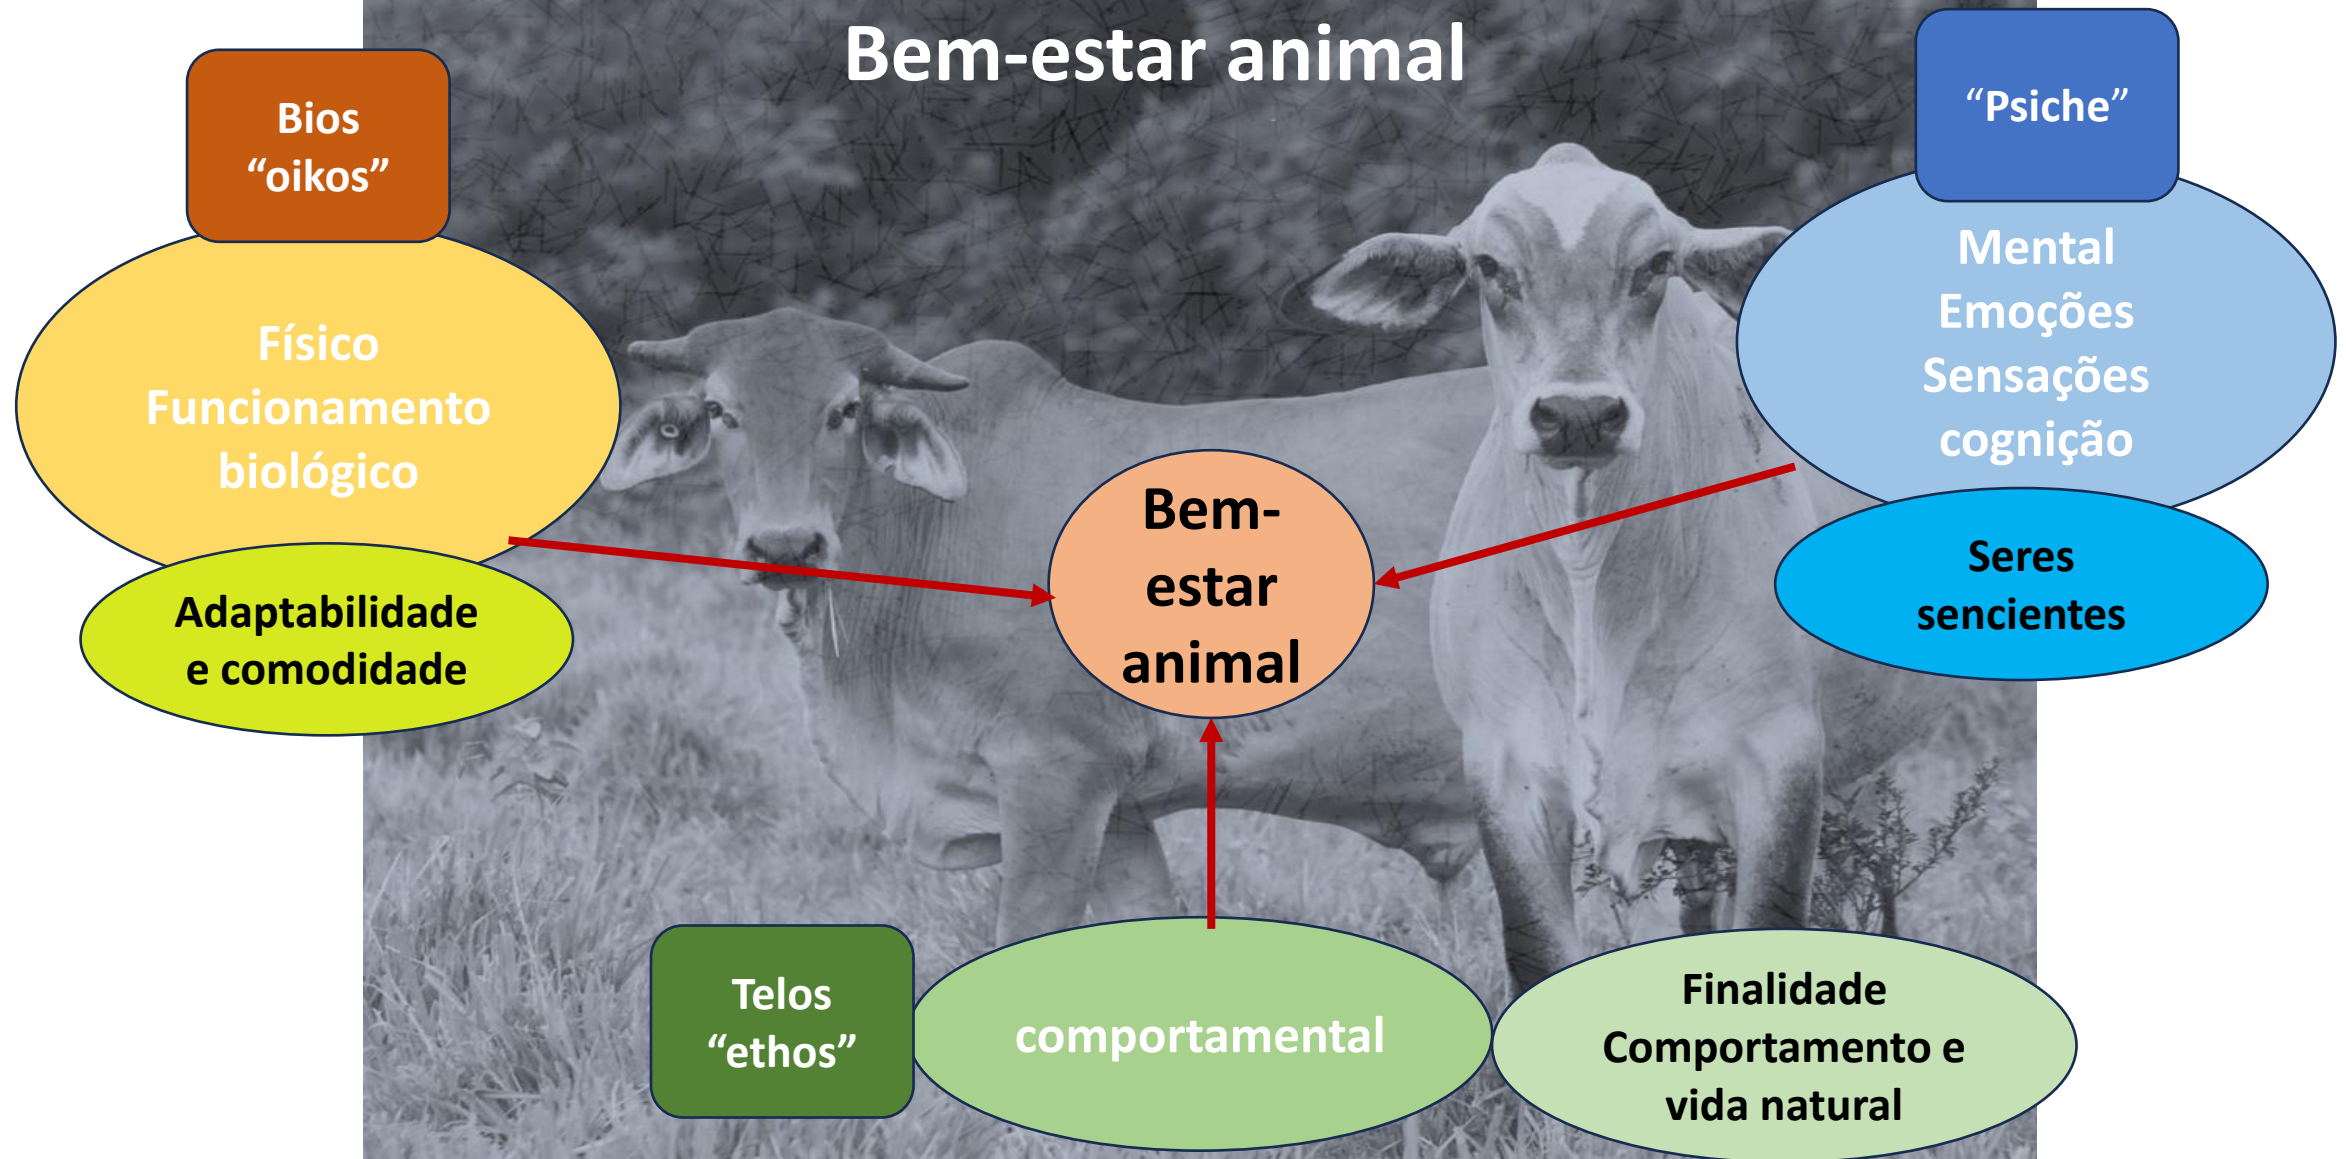 Bem-estar animal
Bios
“oikos”
Físico
Funcionamento
biológico
Adaptabilidade
e comodidade
“Psiche”
Mental
Emoções
Sensações
cognição
Seres
sencientes
Bem-
estar
animal
Telos
“ethos”
comportamental
Finalidade
Comportamento e
vida natural